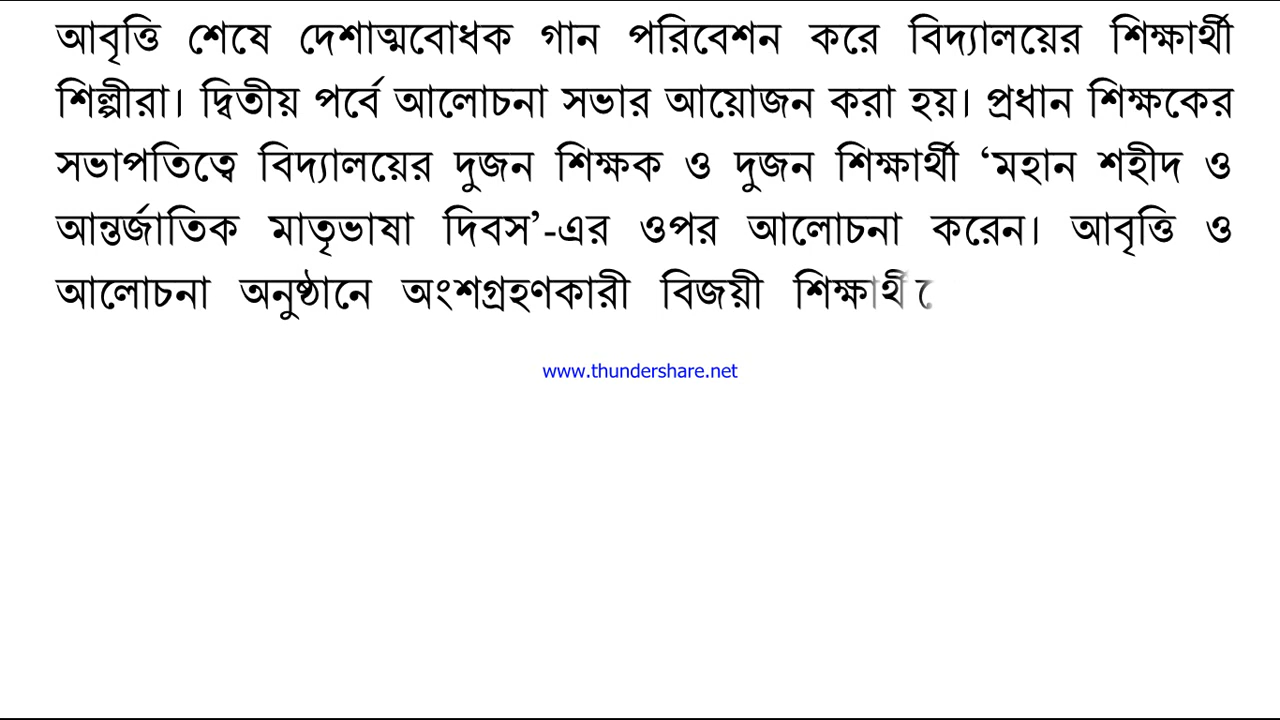 আবৃত্তি শেষে দেশাত্মবোধক গান পরিবেশন করে বিদ্যালয়ের শিক্ষার্থী
শিল্পীরা। দ্বিতীয় পর্বে আলোচনা সভার আয়োজন করা হয়। প্রধান শিক্ষকের
সভাপতিত্বে বিদ্যালয়ের দুজন শিক্ষক ও দুজন শিক্ষার্থী ‘মহান শহীদ ও
আন্তর্জাতিক মাতৃভাষা দিবস’-এর ওপর আলোচনা করেন। আবৃত্তি ও
আলোচনা অনুষ্ঠানে অংশগ্রহণকারী বিজয়ী
www.thundershare.net